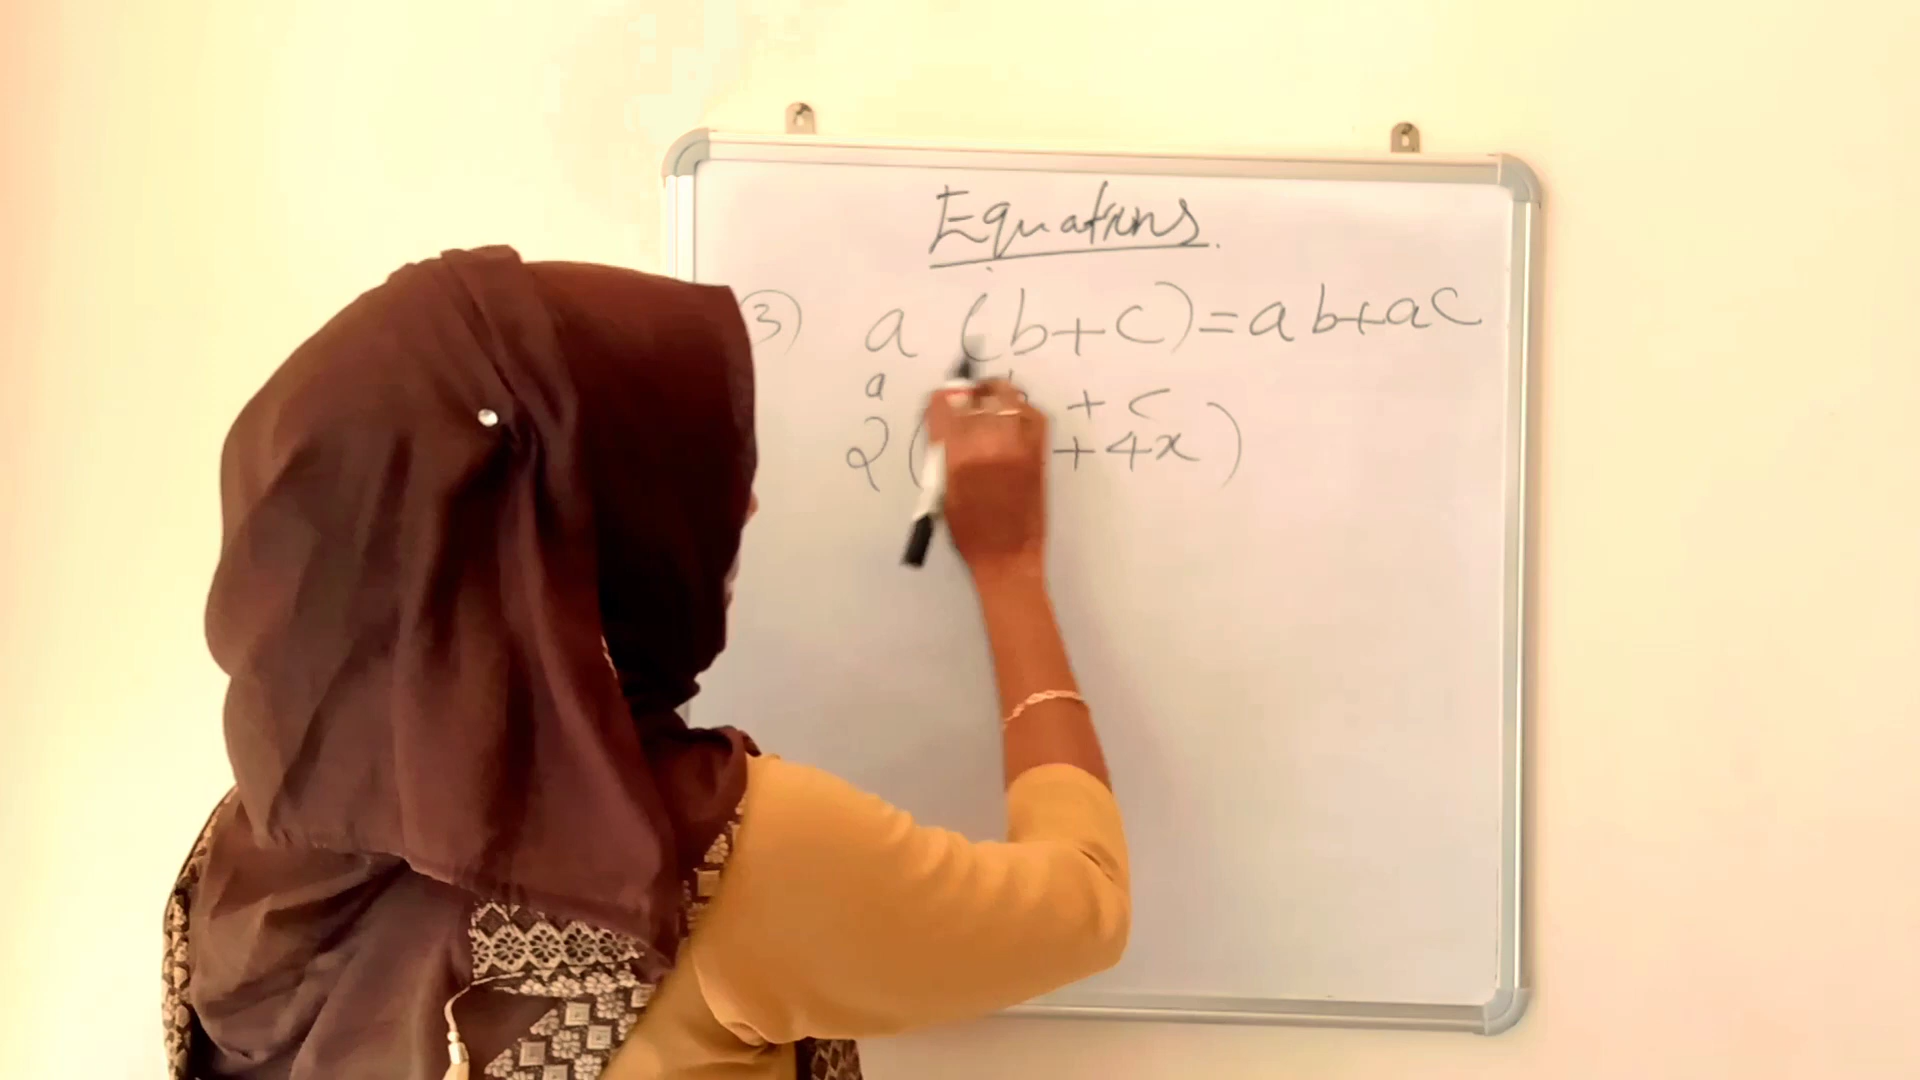 Equations.
3) a (b+c)=ab+ac
a b + c
2 ( +4x)